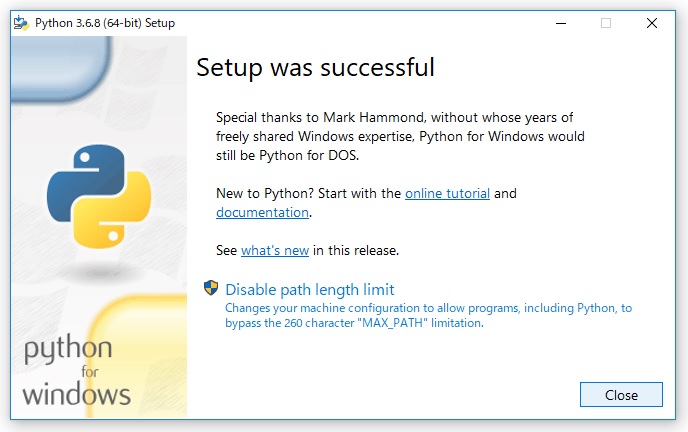 Python 3.6.8 (64-bit) Setup
Setup was successful
Special thanks to Mark Hammond, without whose years of
freely shared Windows expertise, Python for Windows would
still be Python for DOS.
New to Python? Start with the online tutorial and
documentation.
See what's new in this release.
Disable path length limit
Changes your machine configuration to allow programs, including Python, to
bypass the 260 character "MAX_PATH" limitation.
python
for
windows
Close